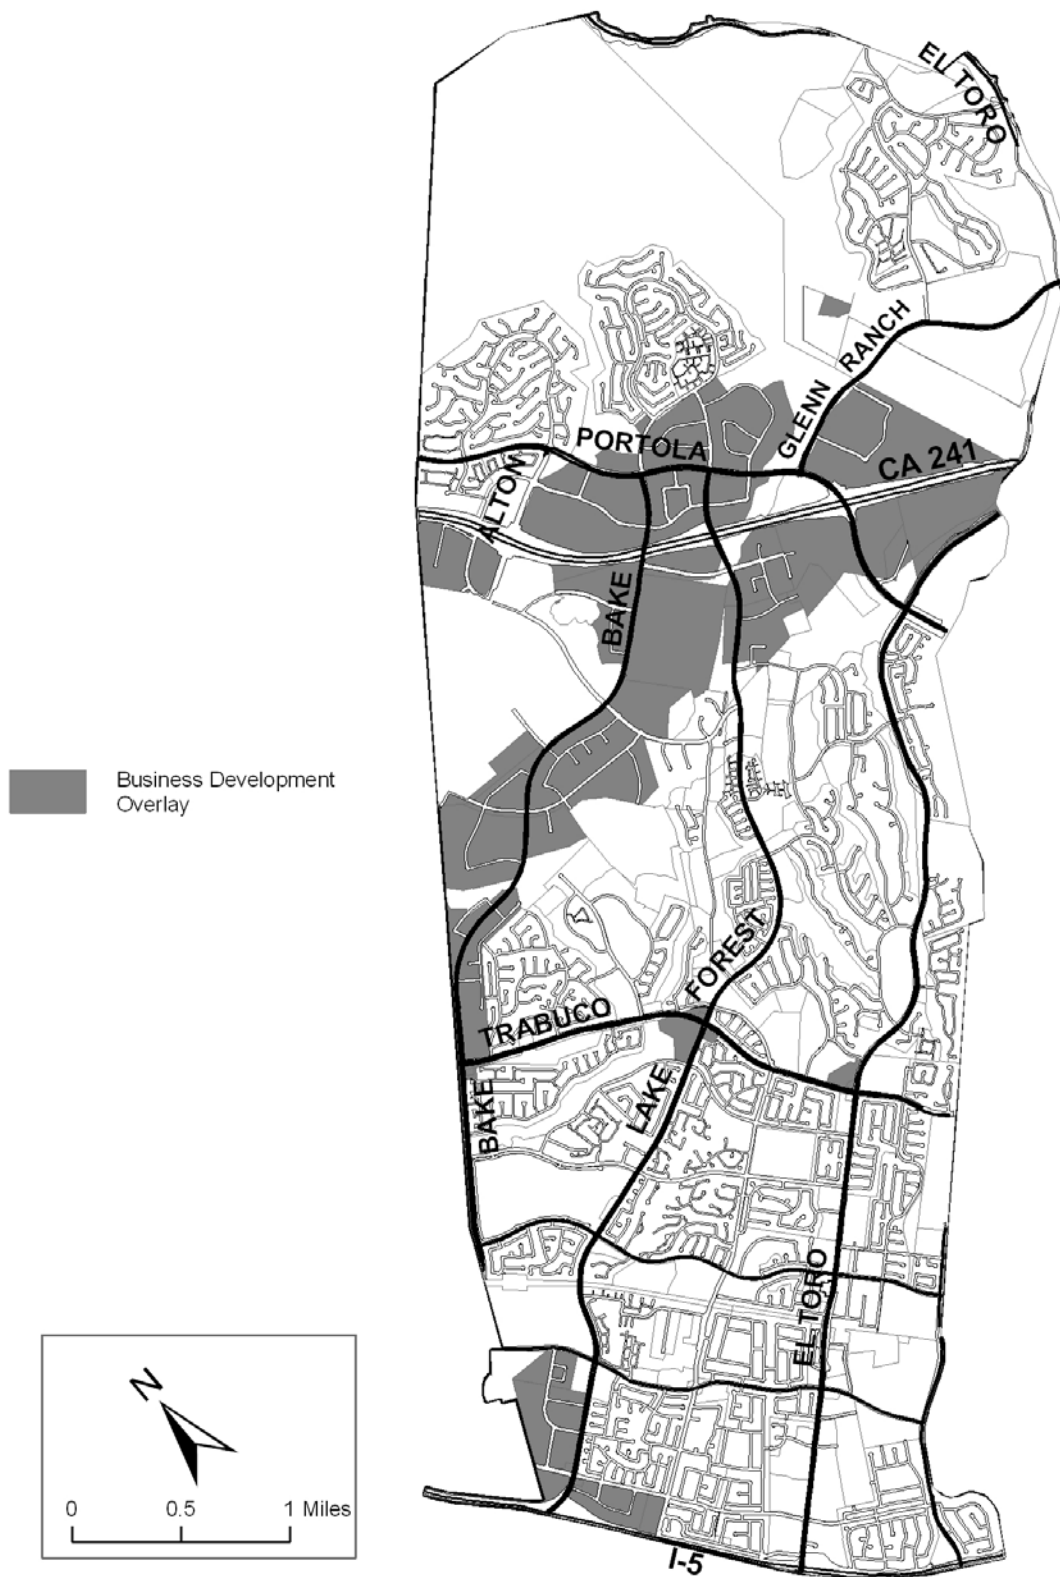 EL TORO
GLENN RANCH
PORTOLA
CA 241
ALTON
BAKE
Business Development
Overlay
FOREST
TRABUCO
LAKE
BAKE
EL TORO
N
0 0.5 1 Miles
I-5